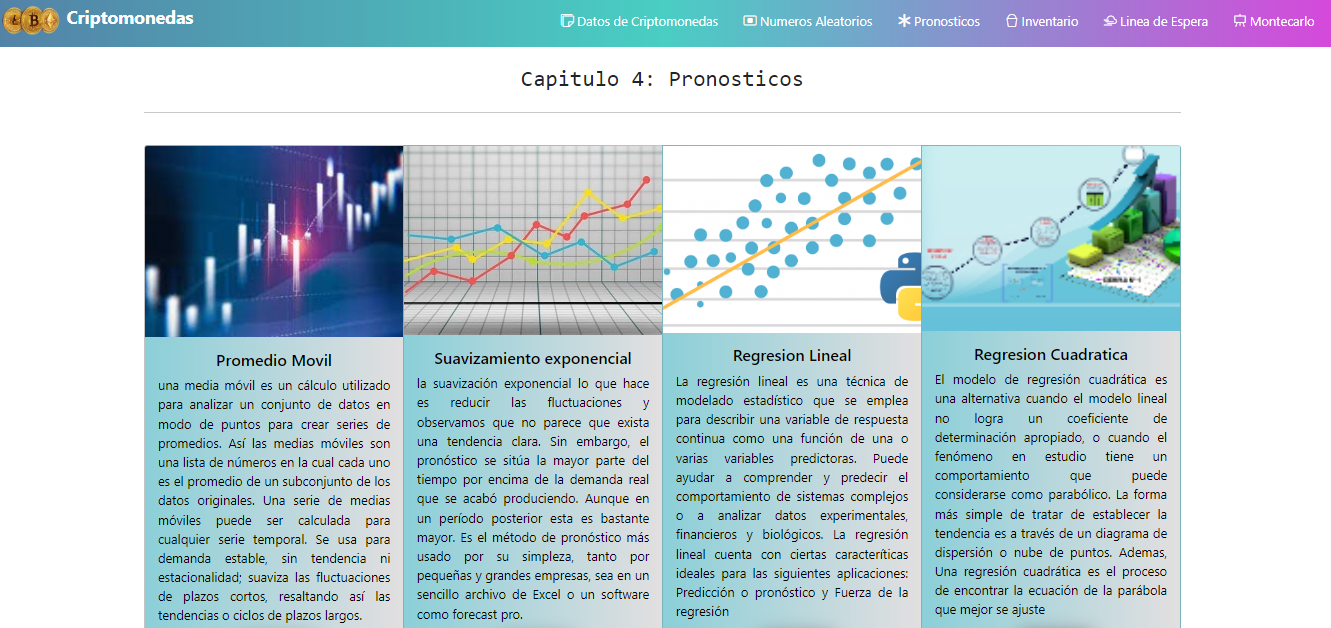 Criptomonedas
Datos de Criptomonedas
Numeros Aleatorios
Pronosticos
Inventario
Linea de Espera
Montecarlo
Capitulo 4: Pronosticos
Promedio Movil
una media móvil es un cálculo utilizado
para analizar un conjunto de datos en
modo de puntos para crear series de
promedios. Así las medias móviles son
una lista de números en la cual cada uno
es el promedio de un subconjunto de los
datos originales. Una serie de medias
móviles puede ser calculada para
cualquier serie temporal. Se usa para
demanda estable, sin tendencia ni
estacionalidad; suaviza las fluctuaciones
de plazos cortos, resaltando así las
tendencias o ciclos de plazos largos.
Suavizamiento exponencial
la suavización exponencial lo que hace
es reducir las fluctuaciones y
observamos que no parece que exista
una tendencia clara. Sin embargo, el
pronóstico se sitúa la mayor parte del
tiempo por encima de la demanda real
que se acabó produciendo. Aunque en
un período posterior esta es bastante
mayor. Es el método de pronóstico más
usado por su simpleza, tanto por
pequeñas y grandes empresas, sea en un
sencillo archivo de Excel o un software
como forecast pro.
Regresion Lineal
La regresión lineal es una técnica de
modelado estadístico que se emplea
para describir una variable de respuesta
continua como una función de una o
varias variables predictoras. Puede
ayudar a comprender y predecir el
comportamiento de sistemas complejos
o a analizar datos experimentales,
financieros y biológicos. La regresión
lineal cuenta con ciertas caracteríticas
ideales para las siguientes aplicaciones:
Predicción o pronóstico y Fuerza de la
regresión
Regresion Cuadratica
El modelo de regresión cuadrática es
una alternativa cuando el modelo lineal
no logra un coeficiente de
determinación apropiado, o cuando el
fenómeno en estudio tiene un
comportamiento que puede
considerarse como parabólico. La forma
más simple de tratar de establecer la
tendencia es a través de un diagrama de
dispersión o nube de puntos. Ademas,
Una regresión cuadrática es el proceso
de encontrar la ecuación de la parábola
que mejor se ajuste